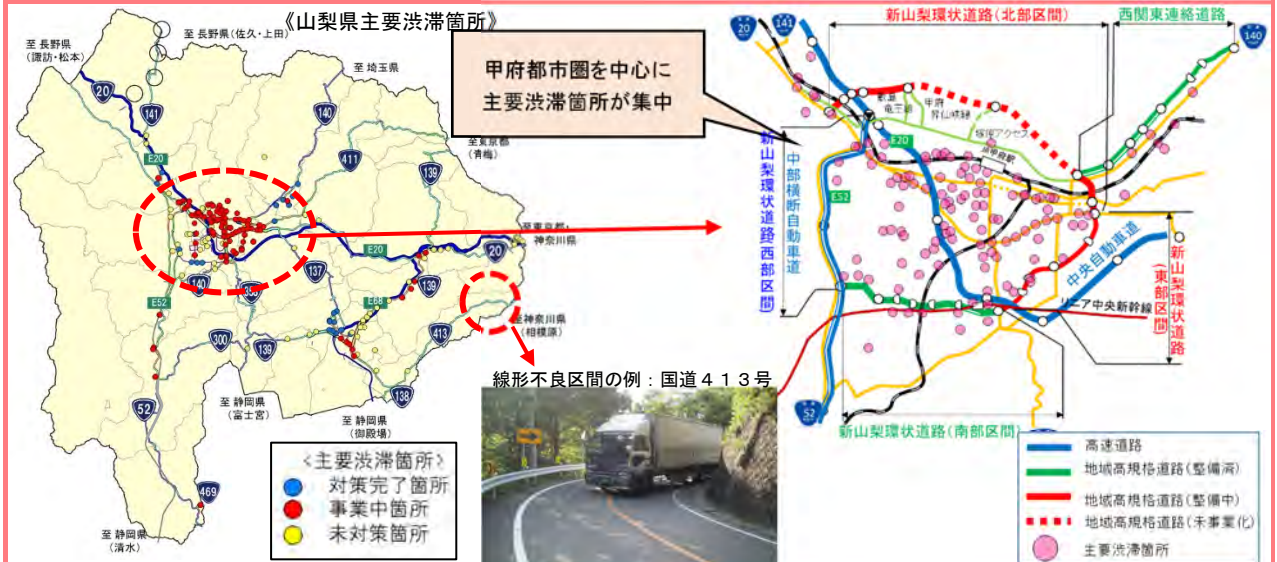 《山梨県主要渋滞箇所》
至 長野県
(諏訪・松本)
至 長野県(佐久・上田)
至 埼玉県
至東京都
(青梅)
至東京都・
神奈川県
至神奈川県
(相模原)
至 静岡県
(富士宮)
至 静岡県
(御殿場)
至 静岡県
(清水)
20
141
140
411
139
E20
E20
20
137
139
140
358
E52
E68
300
139
413
138
52
469
甲府都市圏を中心に
主要渋滞箇所が集中
線形不良区間の例：国道４１３号
<主要渋滞箇所>
対策完了箇所
事業中箇所
未対策箇所
新山梨環状道路(北部区間)
西関東連絡道路
20
141
140
E20
E52
52
新山梨環状道路(西部区間)
中部横断自動車道
中央自動車道
新山梨環状道路
(東部区間)
リニア中央新幹線
新山梨環状道路(南部区間)
高速道路
地域高規格道路(整備済)
地域高規格道路(整備中)
地域高規格道路(未事業化)
主要渋滞箇所